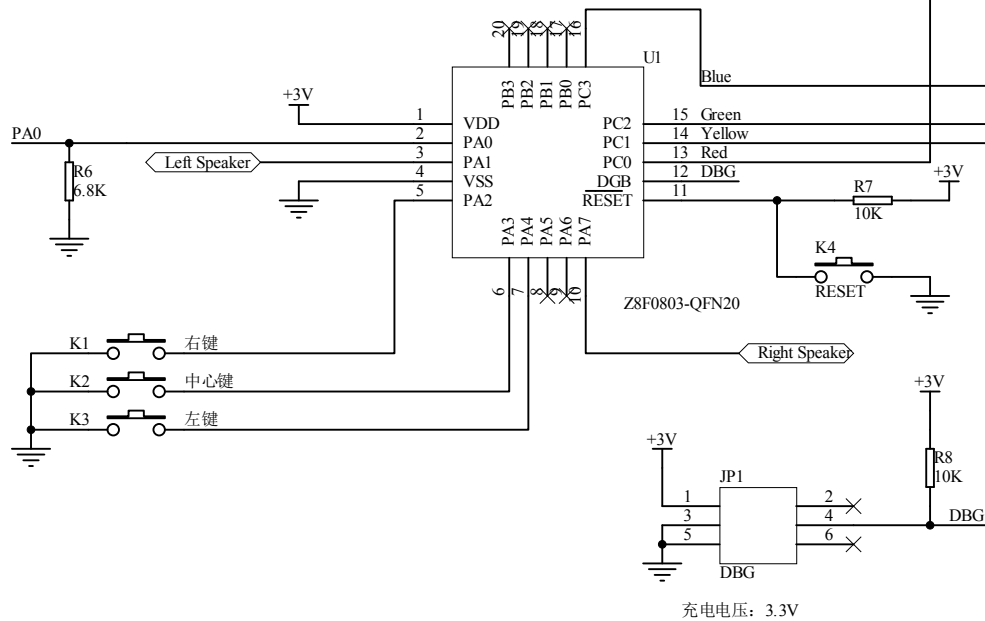 20
19
18
17
16
U1
PB3
PB2
PB1
PB0
PC3
Blue
+3V
1
VDD
PC2
15
Green
PA0
2
PA0
PC1
14
Yellow
Left Speaker
3
PA1
PC0
13
Red
R6
6.8K
4
VSS
DGB
12
DBG
+3V
5
PA2
RESET
11
R7
10K
PA3
PA4
PA5
PA6
PA7
K4
RESET
6
7
8
9
10
Z8F0803-QFN20
K1
右键
Right Speaker
K2
中心键
K3
左键
+3V
+3V
R8
10K
JP1
1
2
3
4
DBG
5
6
DBG
充电电压：3.3V